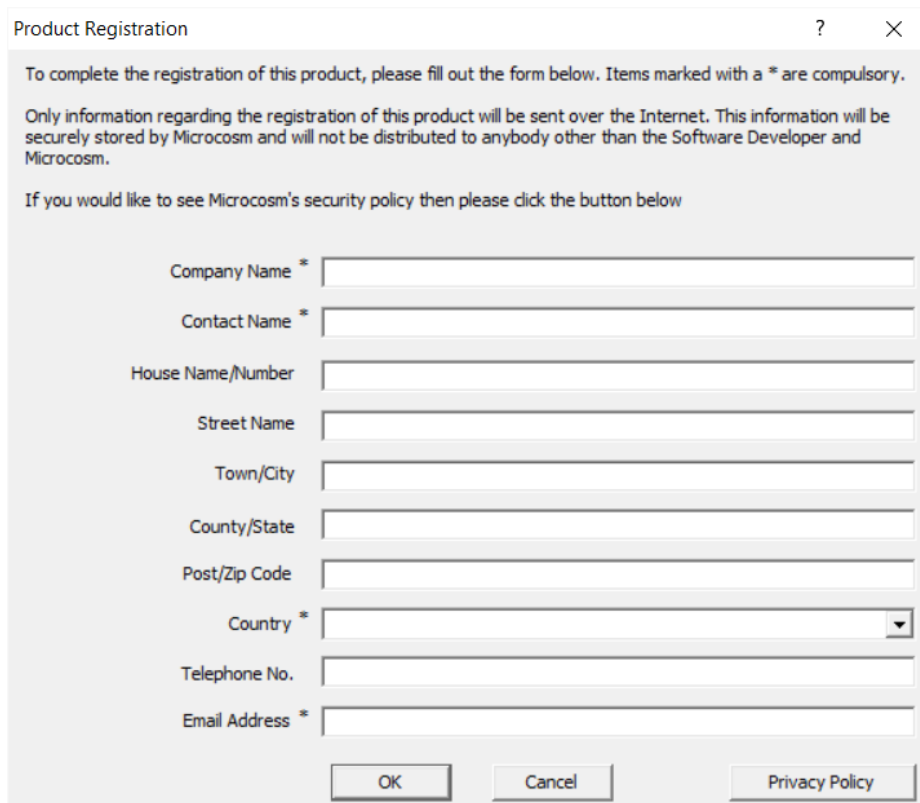 Product Registration ? ×
To complete the registration of this product, please fill out the form below. Items marked with a * are compulsory.
Only information regarding the registration of this product will be sent over the Internet. This information will be
securely stored by Microcosm and will not be distributed to anybody other than the Software Developer and
Microcosm.
If you would like to see Microcosm's security policy then please click the button below
Company Name *
Contact Name *
House Name/Number
Street Name
Town/City
County/State
Post/Zip Code
Country *
Telephone No.
Email Address *
OK Cancel Privacy Policy